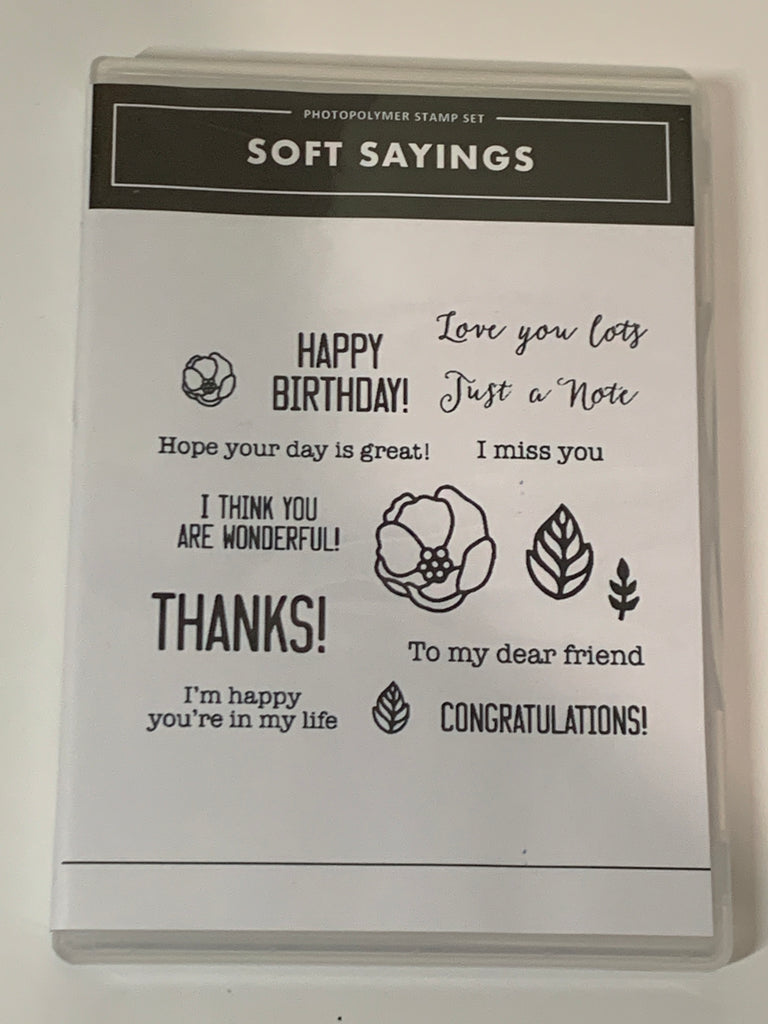 PHOTOPOLYMER STAMP SET
SOFT SAYINGS
HAPPY
BIRTHDAY!
Love you lots
Just a Note
Hope your day is great!
I miss you
I THINK YOU
ARE WONDERFUL!
THANKS!
To my dear friend
I'm happy
you're in my life
CONGRATULATIONS!